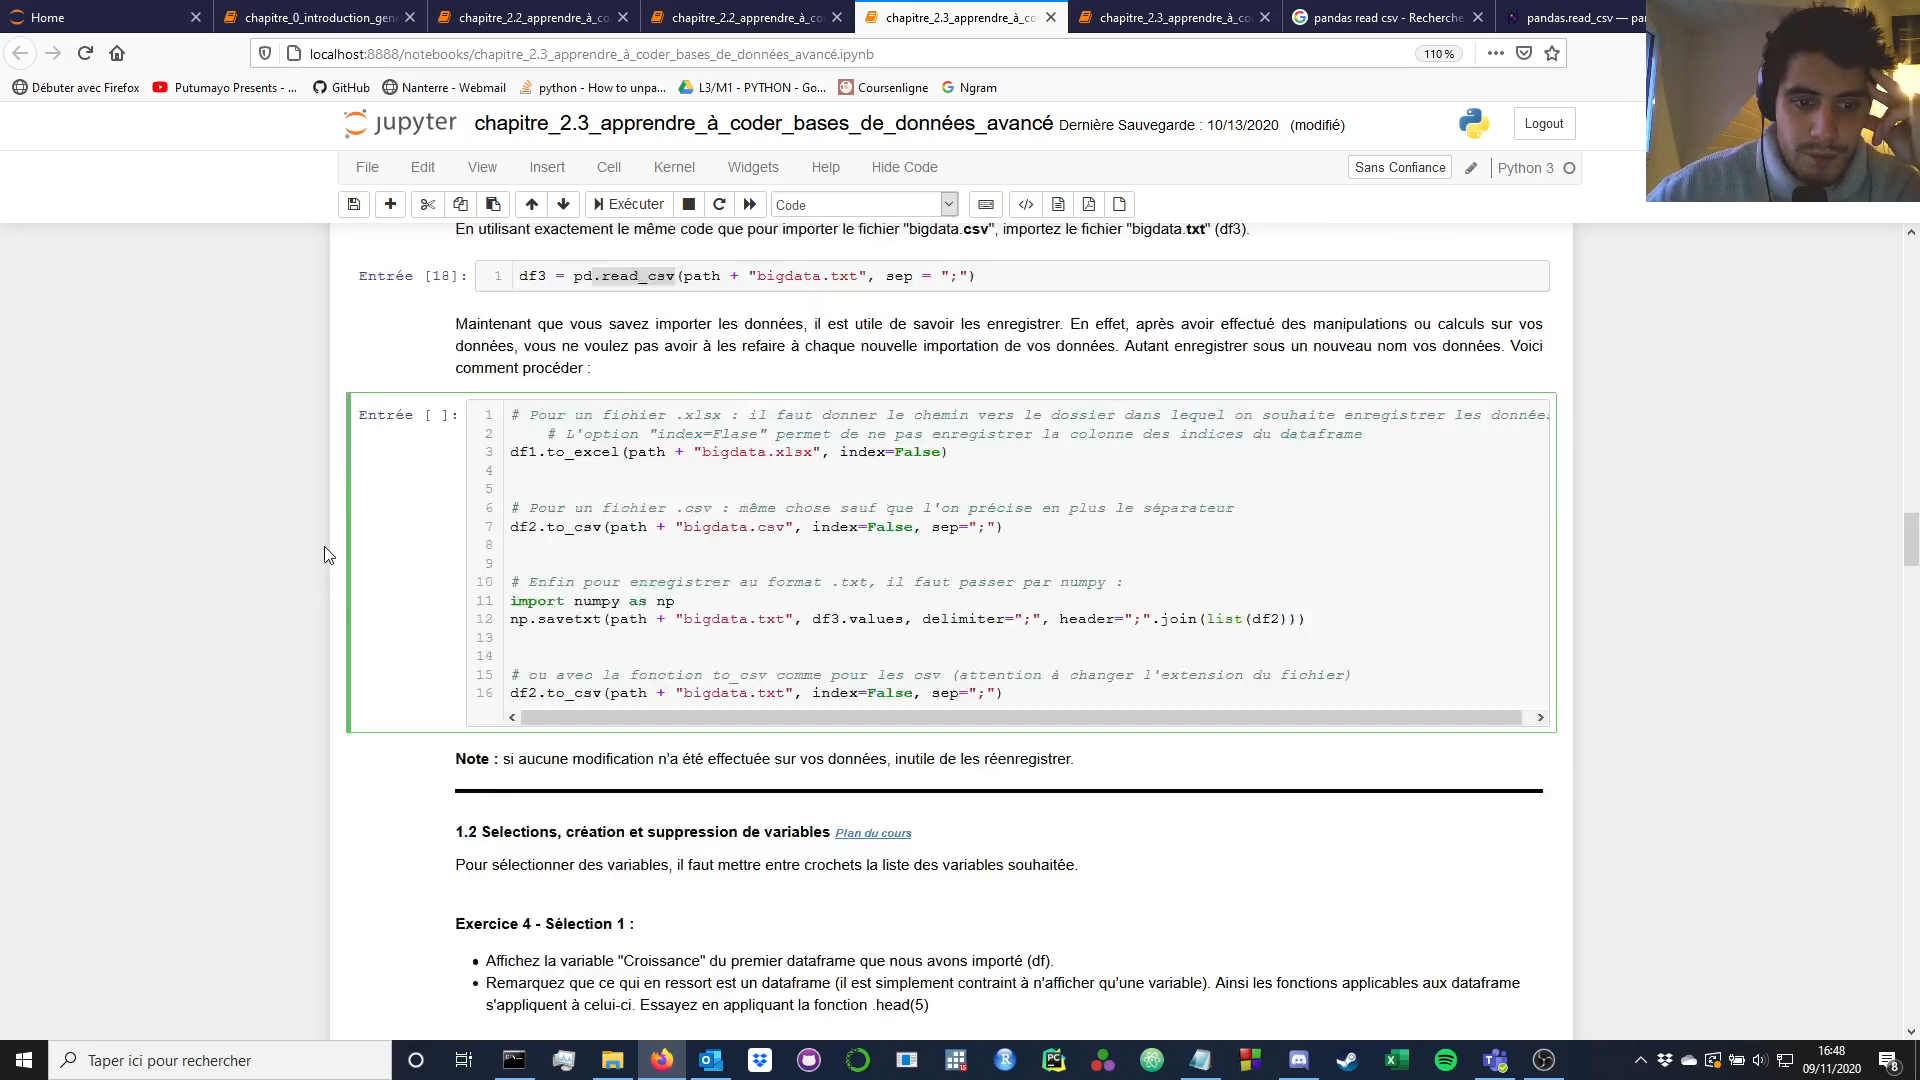 Home
chapitre_0_introduction_gen
chapitre_2.2_apprendre_à_co
chapitre_2.2_apprendre_à_co
chapitre_2.3_apprendre_à_co
chapitre_2.3_apprendre_à_co
pandas read csv - Recherche
pandas.read_csv — pa
localhost:8888/notebooks/chapitre_2.3_apprendre_à_coder_bases_de_données_avancé.ipynb
110 %
Débuter avec Firefox
Putumayo Presents - ...
GitHub
Nanterre - Webmail
python - How to unpa...
L3/M1 - PYTHON - Go...
Coursenligne
Ngram
jupyter chapitre_2.3_apprendre_à_coder_bases_de_données_avancé Dernière Sauvegarde : 10/13/2020 (modifié)
Logout
File Edit View Insert Cell Kernel Widgets Help Hide Code
Sans Confiance
Python 3
Exécuter
Code
En utilisant exactement le même code que pour importer le fichier "bigdata.csv", importez le fichier "bigdata.txt" (df3).
Entrée [18]:
1 df3 = pd.read_csv(path + "bigdata.txt", sep = ";")
Maintenant que vous savez importer les données, il est utile de savoir les enregistrer. En effet, après avoir effectué des manipulations ou calculs sur vos
données, vous ne voulez pas avoir à les refaire à chaque nouvelle importation de vos données. Autant enregistrer sous un nouveau nom vos données. Voici
comment procéder :
Entrée [ ]:
1 # Pour un fichier .xlsx : il faut donner le chemin vers le dossier dans lequel on souhaite enregistrer les donnée
2 # L'option "index=Flase" permet de ne pas enregistrer la colonne des indices du dataframe
3 df1.to_excel(path + "bigdata.xlsx", index=False)
4
5
6 # Pour un fichier .csv : même chose sauf que l'on précise en plus le séparateur
7 df2.to_csv(path + "bigdata.csv", index=False, sep=";")
8
9
10 # Enfin pour enregistrer au format .txt, il faut passer par numpy :
11 import numpy as np
12 np.savetxt(path + "bigdata.txt", df3.values, delimiter=";", header=";".join(list(df2)))
13
14
15 # ou avec la fonction to_csv comme pour les csv (attention à changer l'extension du fichier)
16 df2.to_csv(path + "bigdata.txt", index=False, sep=";")
Note : si aucune modification n'a été effectuée sur vos données, inutile de les réenregistrer.
1.2 Selections, création et suppression de variables Plan du cours
Pour sélectionner des variables, il faut mettre entre crochets la liste des variables souhaitée.
Exercice 4 - Sélection 1 :
Affichez la variable "Croissance" du premier dataframe que nous avons importé (df).
Remarquez que ce qui en ressort est un dataframe (il est simplement contraint à n'afficher qu'une variable). Ainsi les fonctions applicables aux dataframe
s'appliquent à celui-ci. Essayez en appliquant la fonction .head(5)
Taper ici pour rechercher
16:48
09/11/2020
8